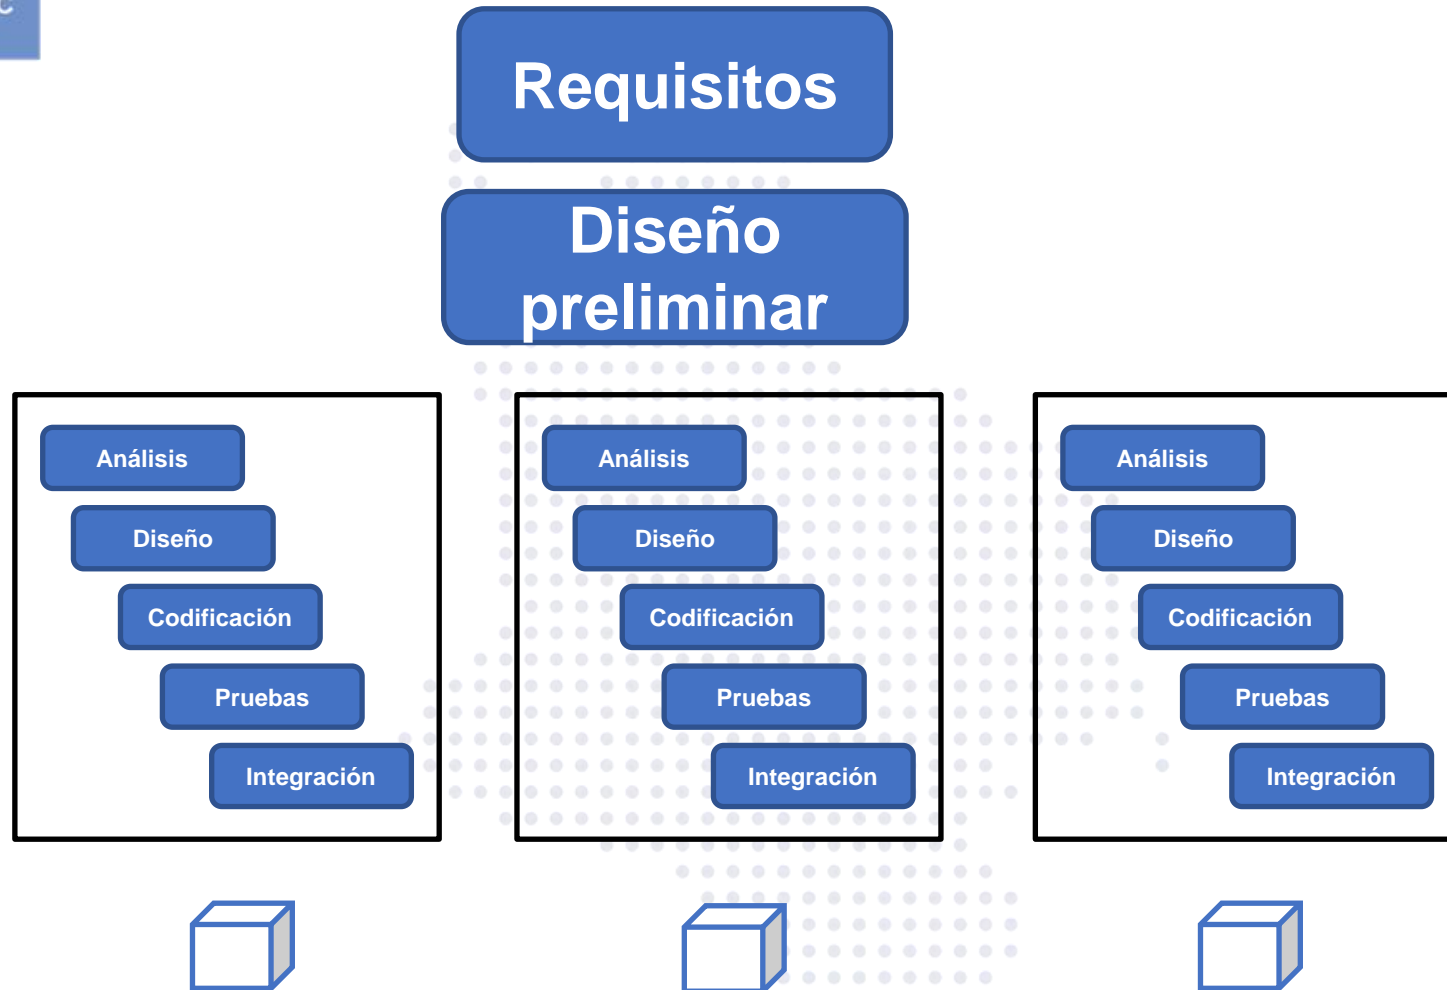 Requisitos
Diseño
preliminar
Análisis
Diseño
Codificación
Pruebas
Integración
Análisis
Diseño
Codificación
Pruebas
Integración
Análisis
Diseño
Codificación
Pruebas
Integración